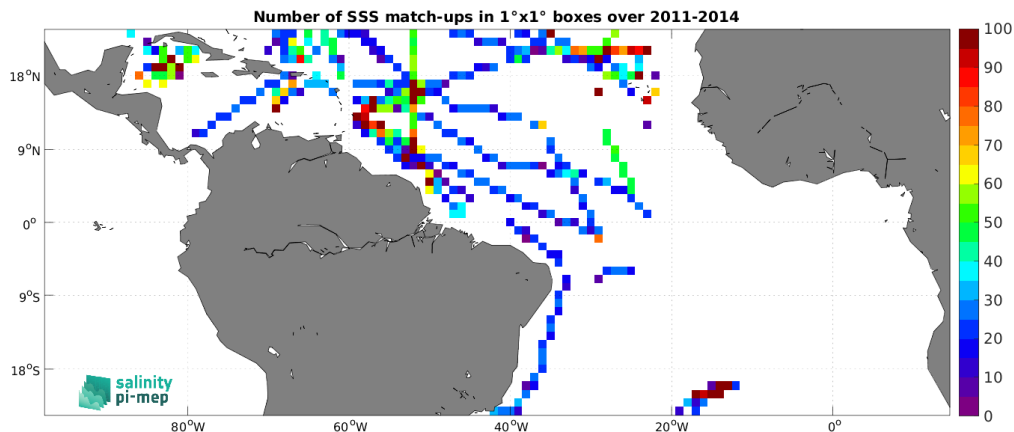 Number of SSS match-ups in 1°x1° boxes over 2011-2014
100
90
80
70
60
50
40
30
20
10
0
18°N
9°N
0°
9°S
18°S
80°W
60°W
40°W
20°W
0°
salinity
pi-mep